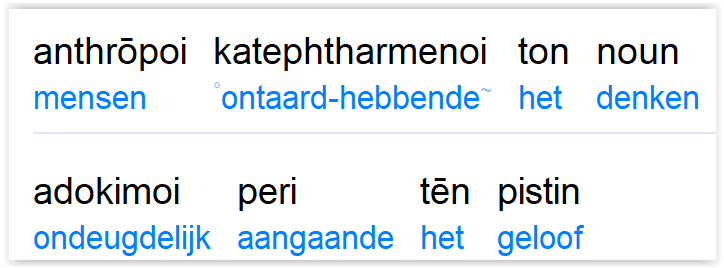 anthrōpoi katephtharmenoi ton noun
mensen °ontaard-hebbende~ het denken
adokimoi peri tēn pistin
ondeugdelijk aangaande het geloof